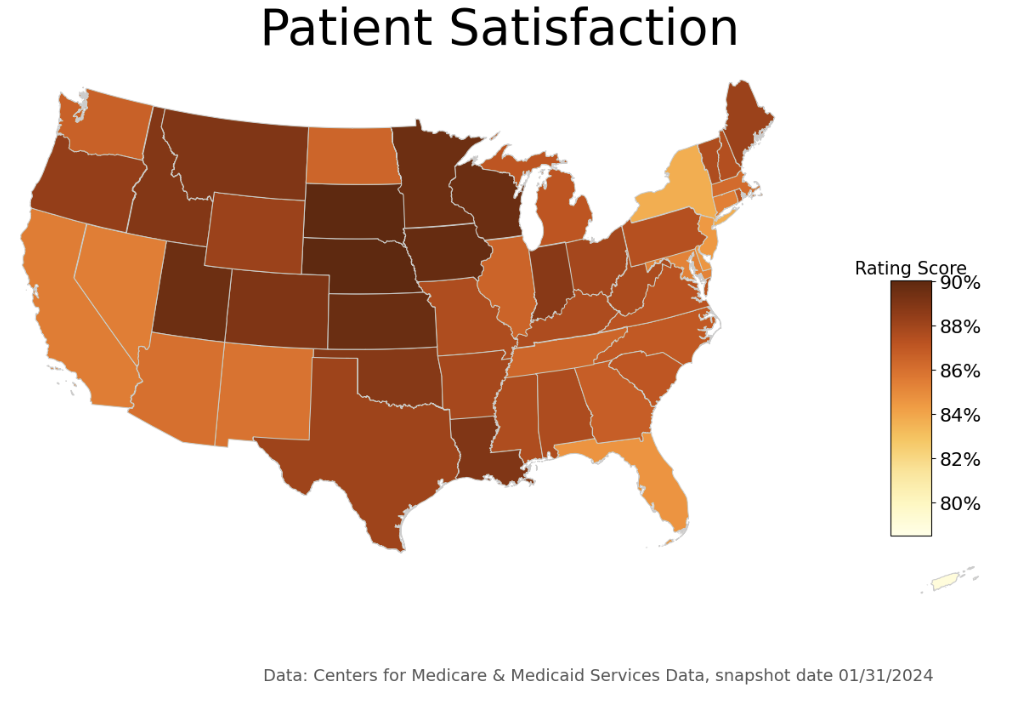 Patient Satisfaction
Rating Score
90%
88%
86%
84%
82%
80%
Data: Centers for Medicare & Medicaid Services Data, snapshot date 01/31/2024